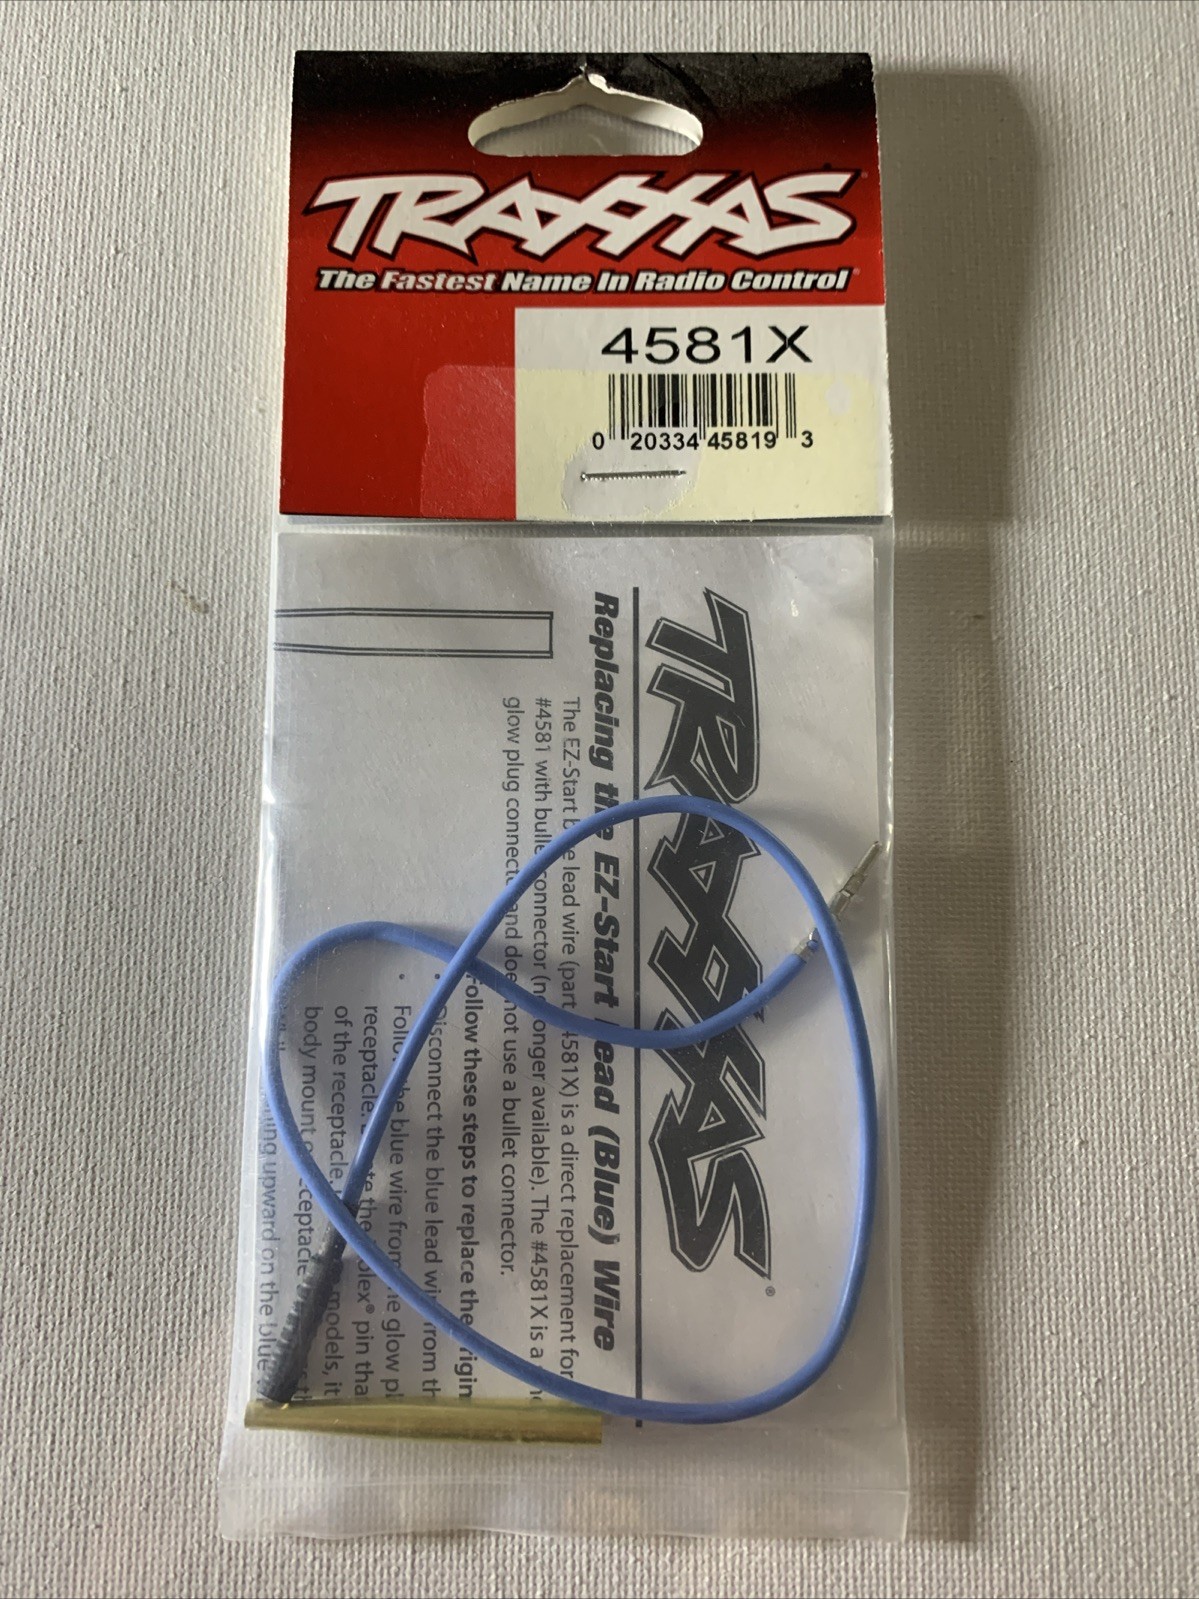 TRAXXAS
The Fastest Name In Radio Control
4581X
0 20334 45819 3
TRAXXAS®
Replacing the EZ-Start Lead (Blue) Wire
The EZ-Start lead wire (part 4581X) is a direct replacement for
#4581 with connector (no longer available). The #4581X is a
glow plug and does not use a bullet connector.
Follow these steps to replace the
• Disconnect the blue lead from
• Follow the blue wire from the glow
receptacle. the pin
of the receptacle. models, it
body mount
upward on the blue